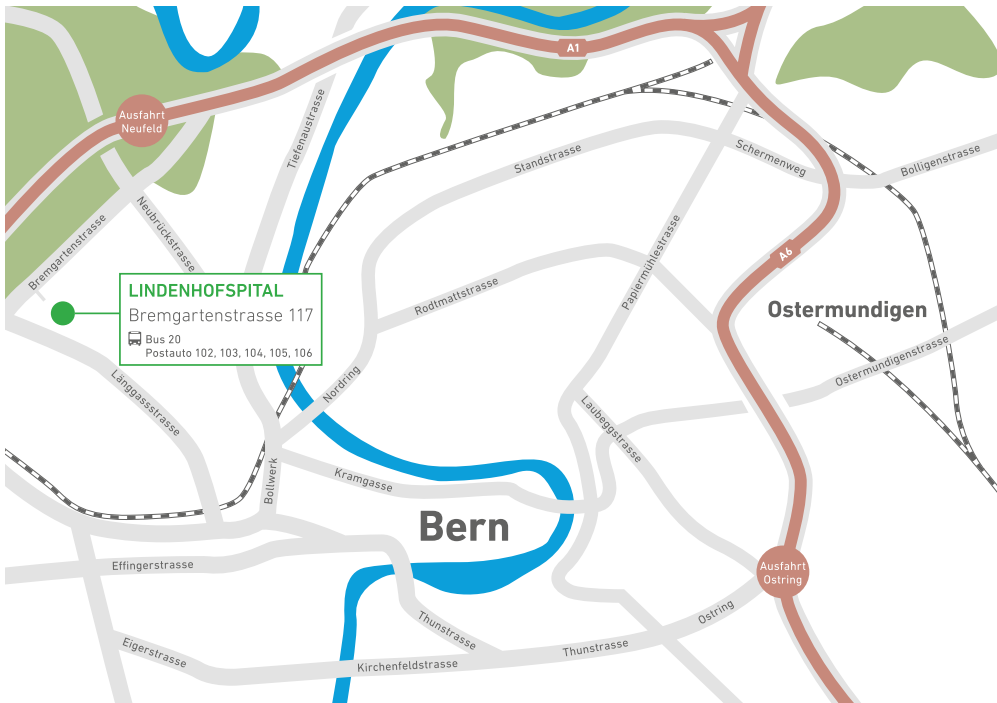 A1
Ausfahrt
Neufeld
Tiefenaustrasse
Standstrasse
Schermenweg
Bolligenstrasse
Bremgartenstrasse
Neubrückstrasse
Papiermühlestrasse
A6
LINDENHOFSPITAL
Bremgartenstrasse 117
Bus 20
Postauto 102, 103, 104, 105, 106
Rodtmattstrasse
Ostermundigen
Ostermundigenstrasse
Länggassstrasse
Nordring
Laubeggstrasse
Bollwerk
Kramgasse
Bern
Effingerstrasse
Ausfahrt
Ostring
Thunstrasse
Ostring
Eigerstrasse
Kirchenfeldstrasse
Thunstrasse